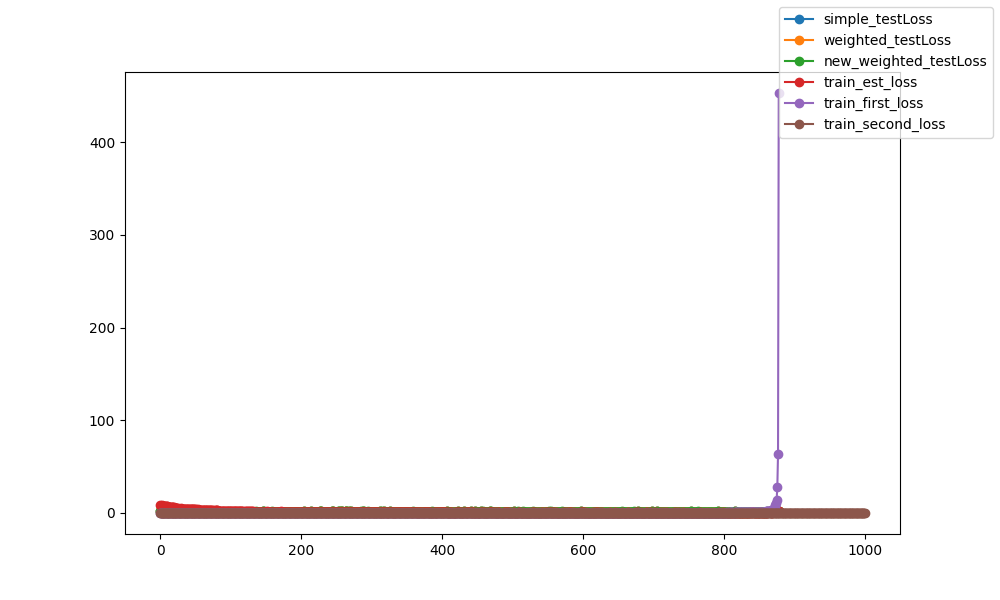 simple_testLoss
weighted_testLoss
new_weighted_testLoss
train_est_loss
train_first_loss
train_second_loss
400
300
200
100
0
0 200 400 600 800 1000